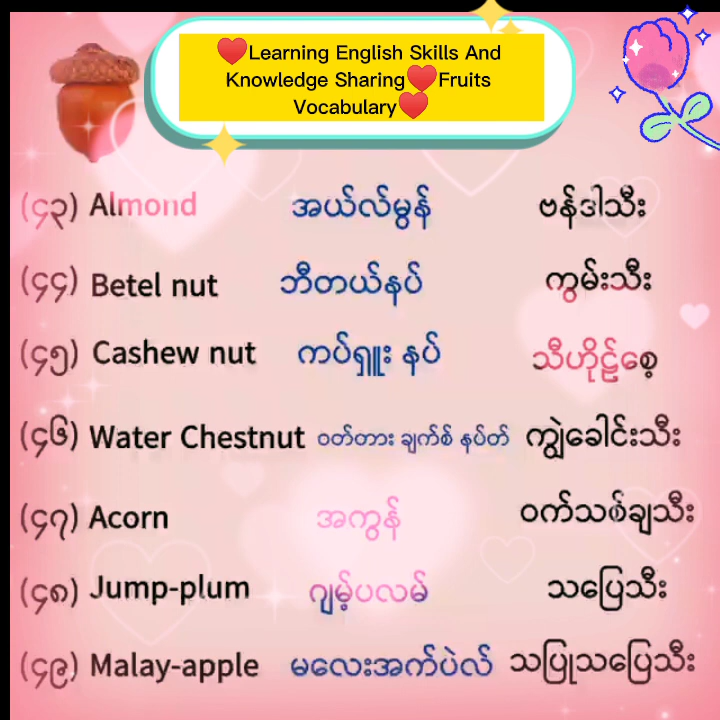 ❤️Learning English Skills And
Knowledge Sharing❤️Fruits
Vocabulary❤️
(၄၃) Almond အယ်လ်မွန် ဗန်ဒါသီး
(၄၄) Betel nut ဘီတယ်နပ် ကွမ်းသီး
(၄၅) Cashew nut ကပ်ရှူး နပ် သီဟိုဠ်စေ့
(၄၆) Water Chestnut ဝတ်တား ချက်စ် နပ်တ် ကျွဲခေါင်းသီး
(၄၇) Acorn အကွန် ဝက်သစ်ချသီး
(၄၈) Jump-plum ဂျမ့်ပလမ် သပြေသီး
(၄၉) Malay-apple မလေးအက်ပဲလ် သပြုသပြေသီး